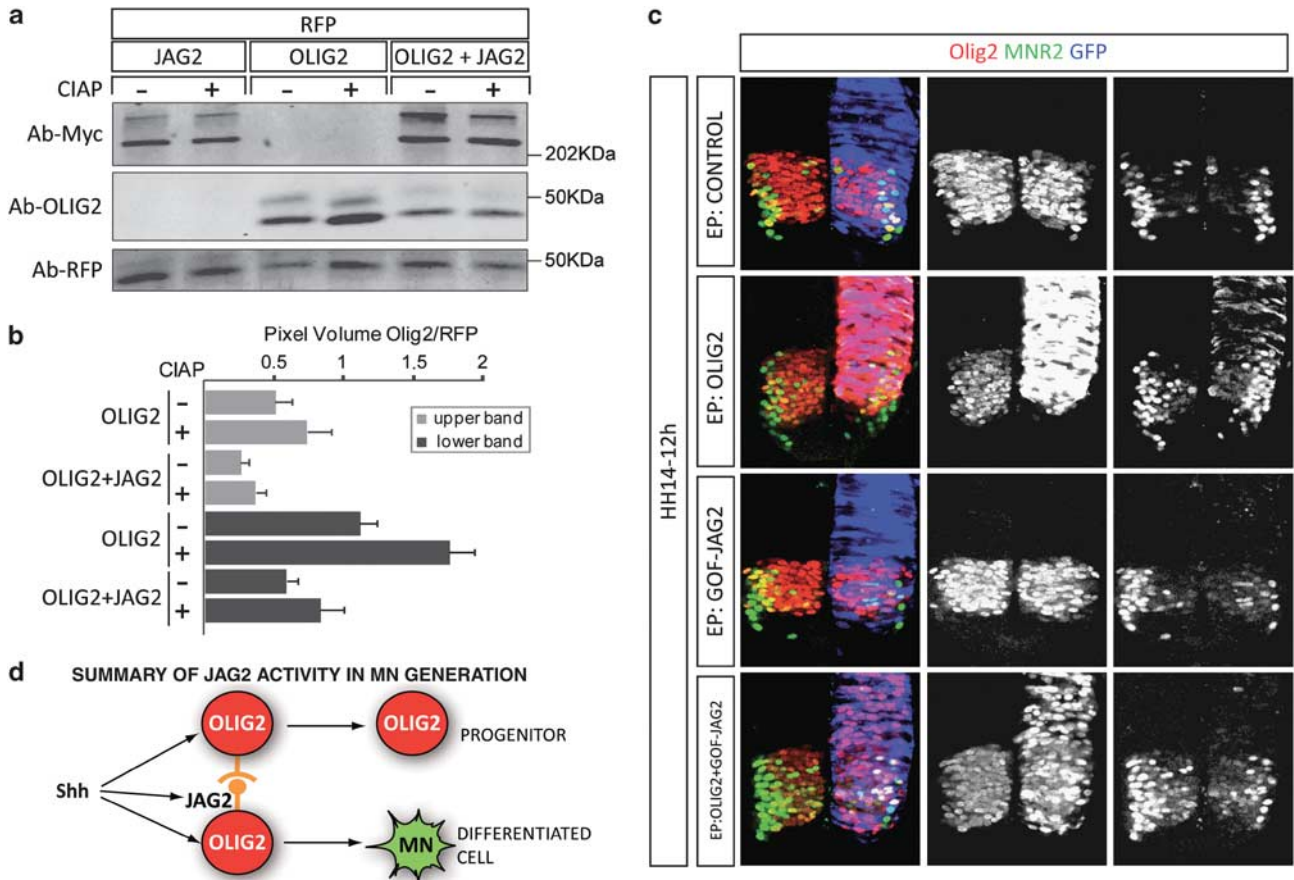 a
RFP
JAG2 OLIG2 OLIG2 + JAG2
CIAP – + – + – +
Ab-Myc
202KDa
Ab-OLIG2
50KDa
Ab-RFP
50KDa
b
Pixel Volume Olig2/RFP
CIAP 0.5 1 1.5 2
OLIG2 – +
OLIG2+JAG2 – +
OLIG2 – +
OLIG2+JAG2 – +
upper band
lower band
d
SUMMARY OF JAG2 ACTIVITY IN MN GENERATION
OLIG2 OLIG2 PROGENITOR
Shh JAG2
OLIG2 MN DIFFERENTIATED
CELL
c
Olig2 MNR2 GFP
HH14-12h
EP: CONTROL
EP: OLIG2
EP: GOF-JAG2
EP:OLIG2+GOF-JAG2